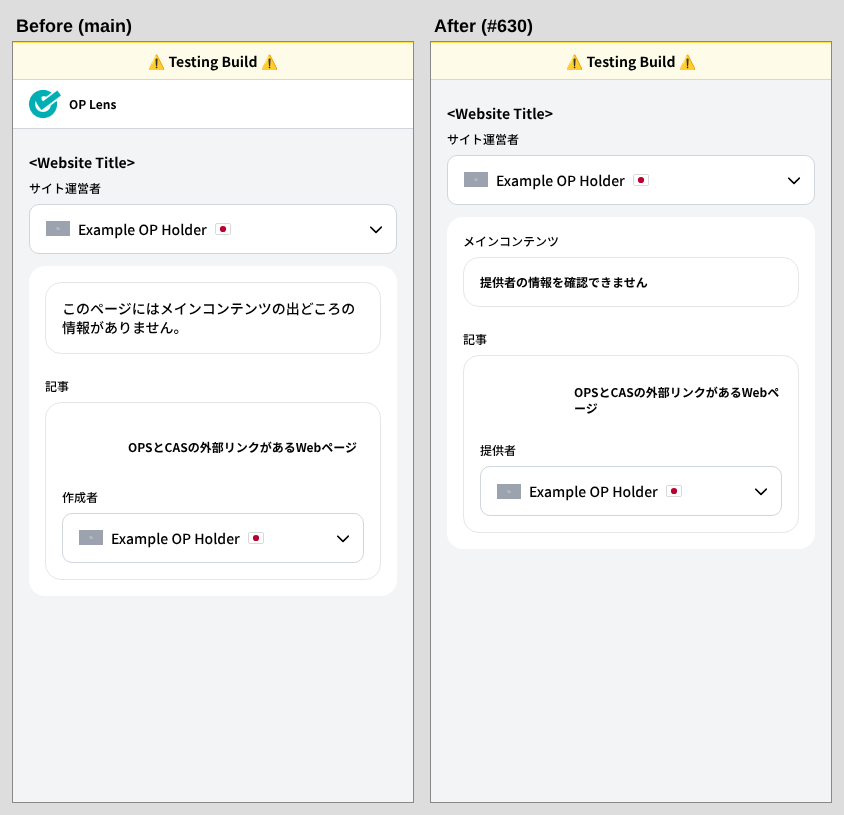 Before (main)
⚠️ Testing Build ⚠️
OP Lens
<Website Title>
サイト運営者
Example OP Holder
このページにはメインコンテンツの出どころの
情報がありません。
記事
OPSとCASの外部リンクがあるWebページ
作成者
Example OP Holder
After (#630)
⚠️ Testing Build ⚠️
<Website Title>
サイト運営者
Example OP Holder
メインコンテンツ
提供者の情報を確認できません
記事
OPSとCASの外部リンクがあるWebペ
ージ
提供者
Example OP Holder